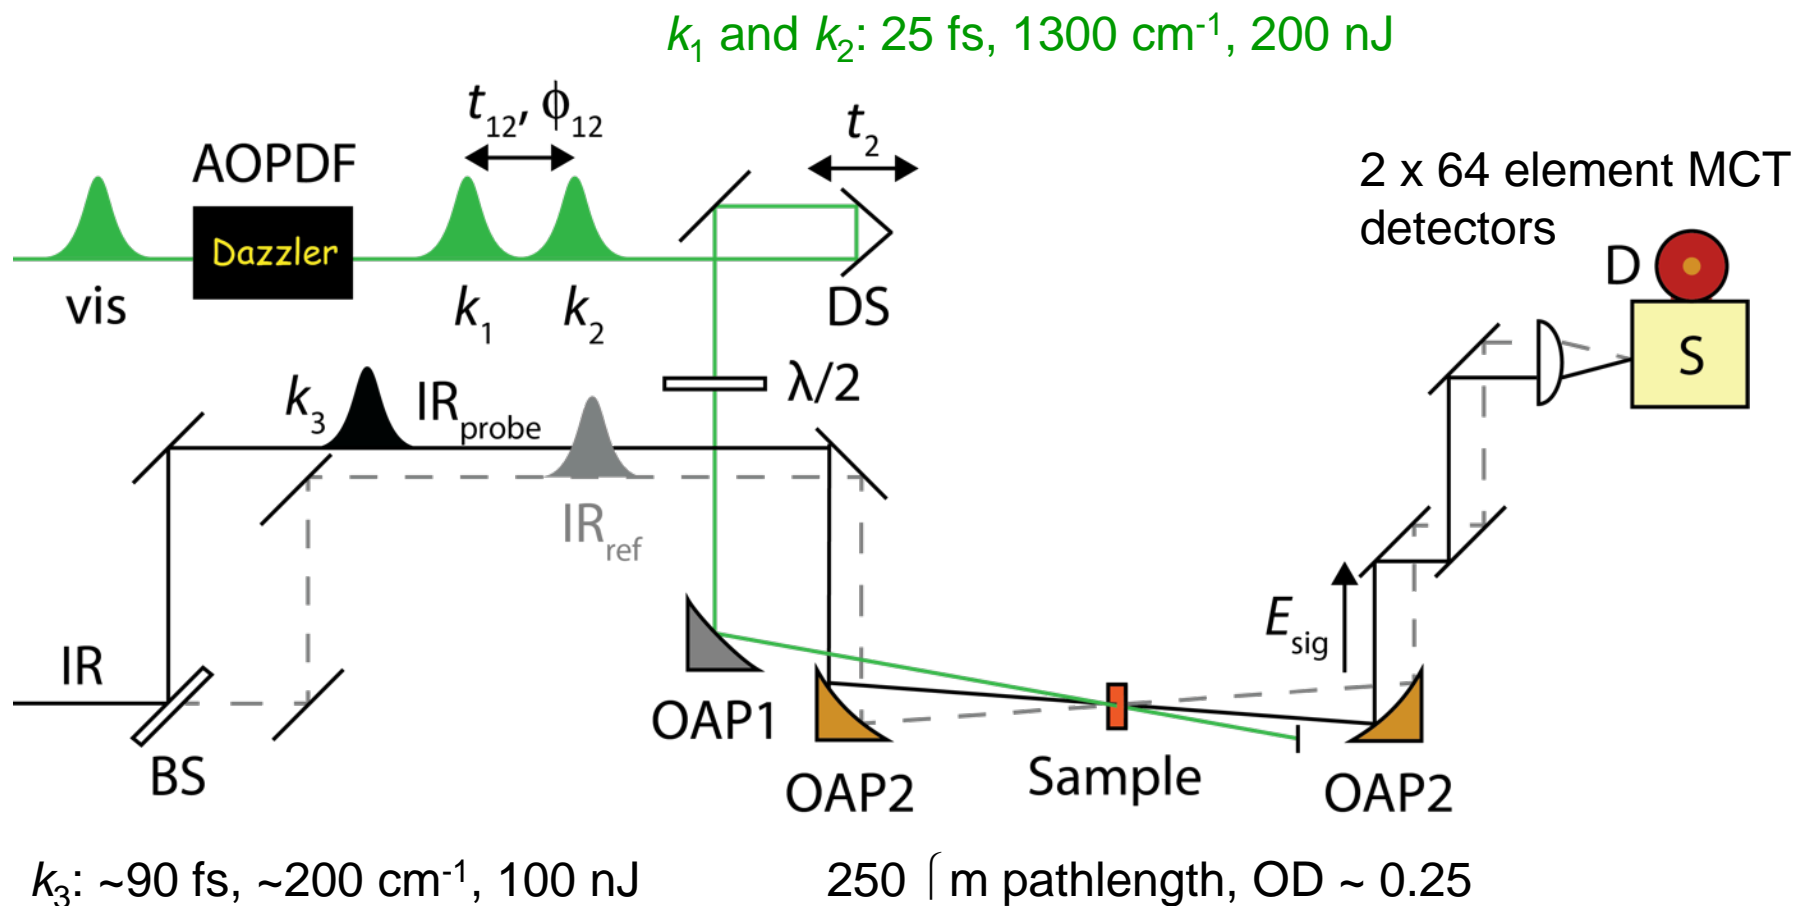 k₁ and k₂: 25 fs, 1300 cm⁻¹, 200 nJ
t₁₂, ϕ₁₂
t₂
AOPDF
2 x 64 element MCT
detectors
Dazzler
D
vis
k₁
k₂
DS
S
λ/2
k₃
IRprobe
IRref
Esig
IR
OAP1
BS
OAP2
Sample
OAP2
k₃: ~90 fs, ~200 cm⁻¹, 100 nJ
250 ⌠m pathlength, OD ~ 0.25